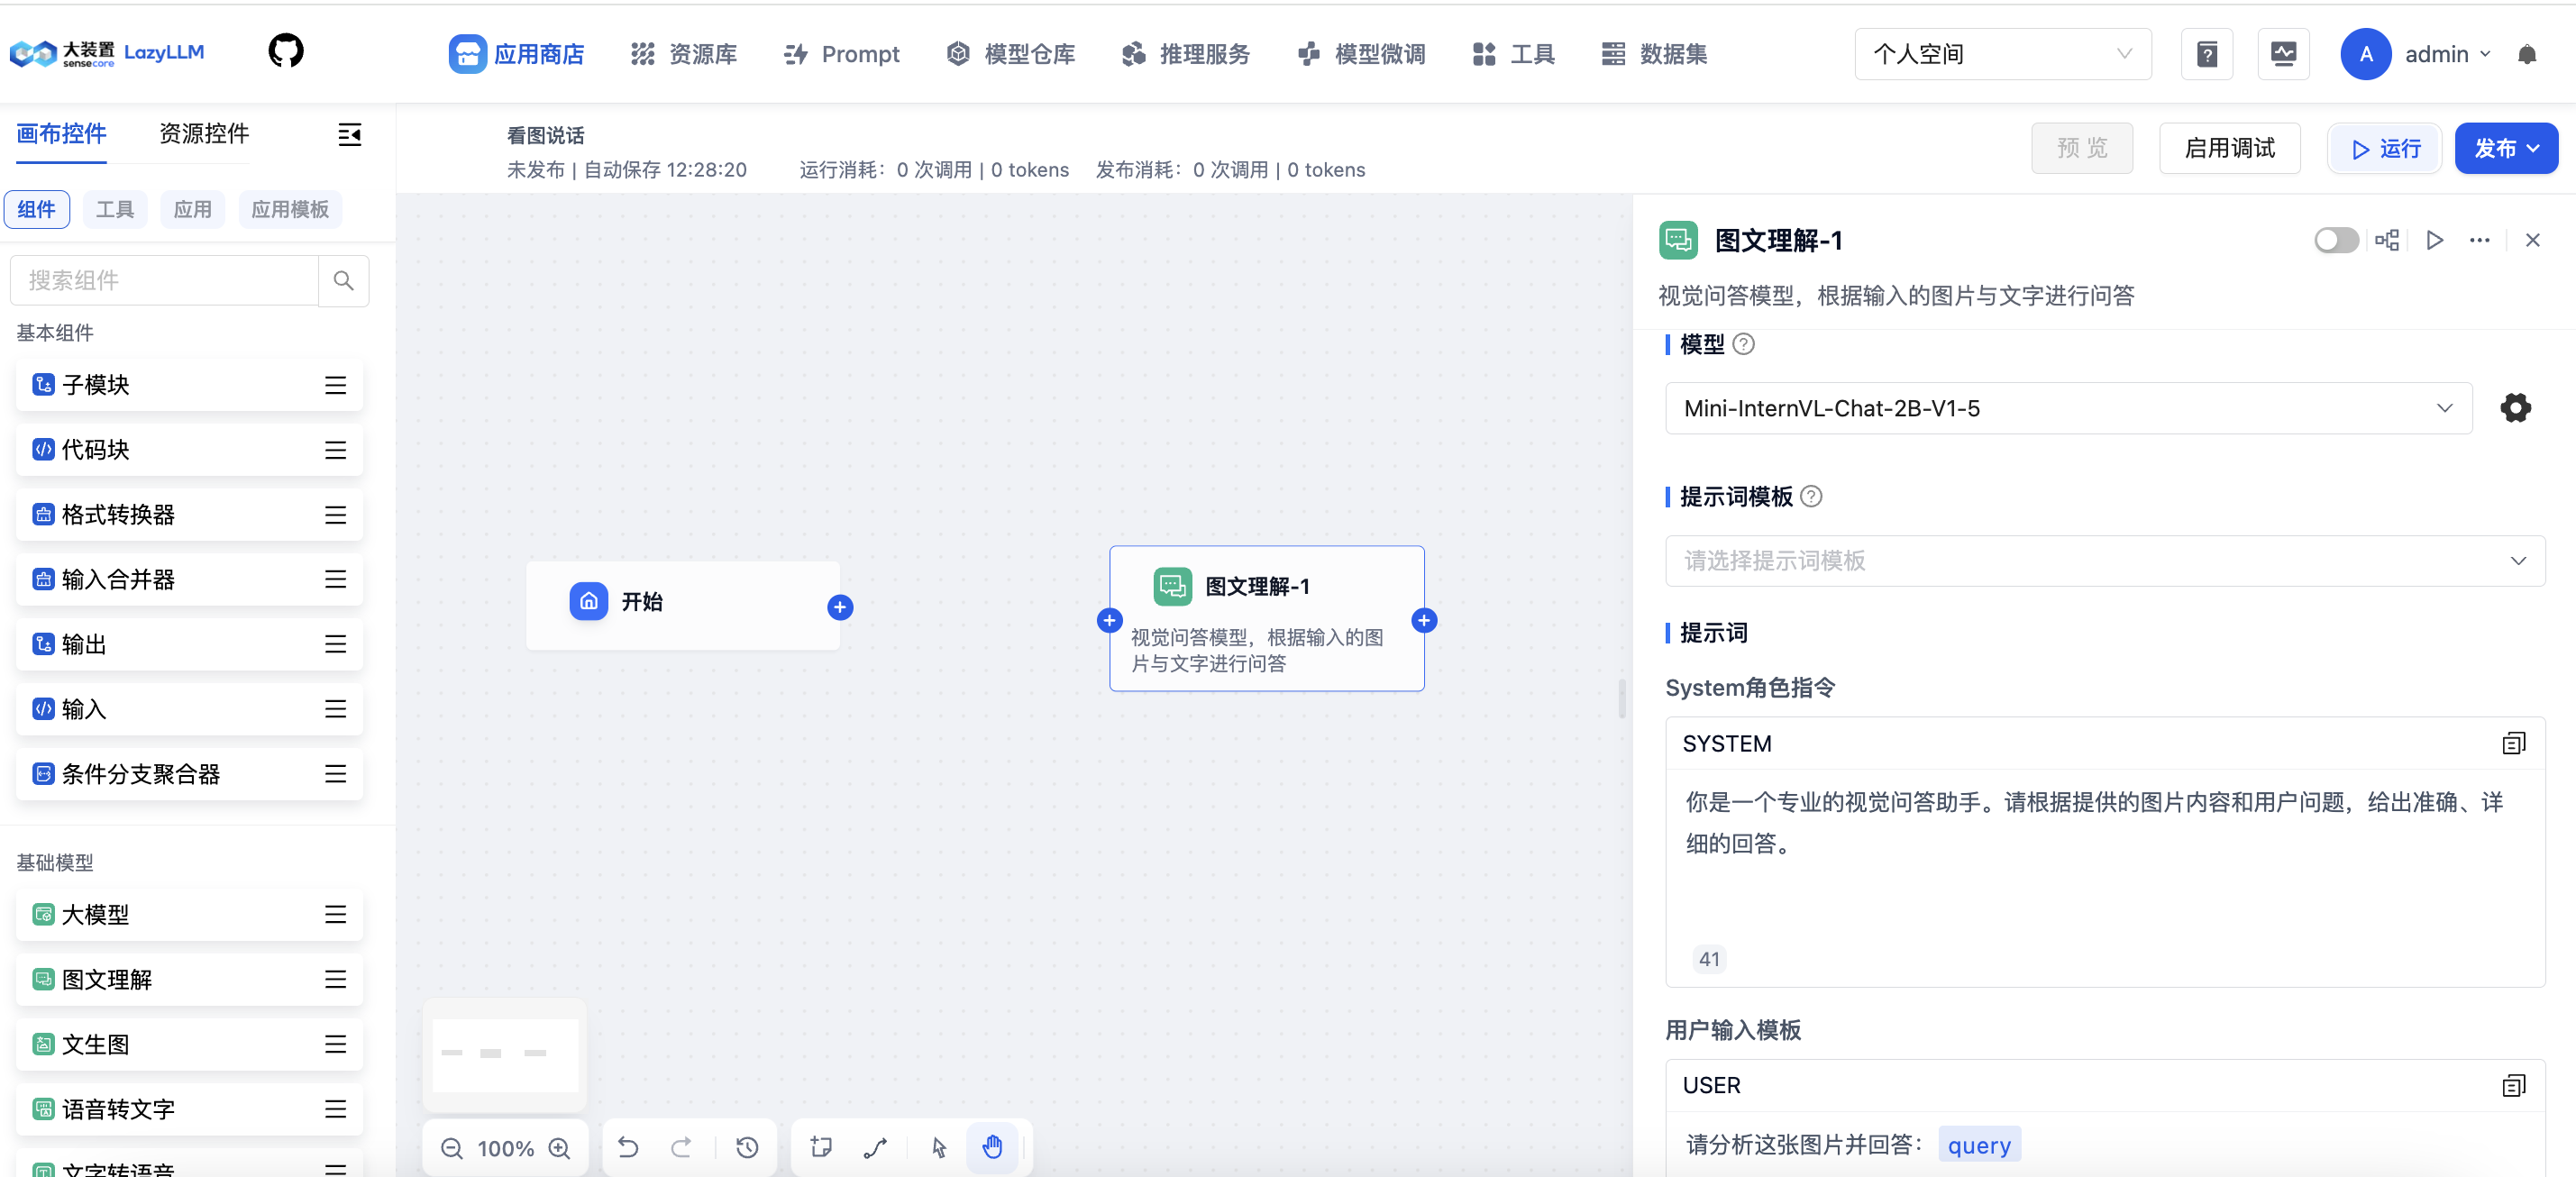 大装置
sensecore
LazyLLM
应用商店
资源库
Prompt
模型仓库
推理服务
模型微调
工具
数据集
个人空间
A
admin
画布控件
资源控件
看图说话
未发布 | 自动保存 12:28:20
运行消耗：0 次调用 | 0 tokens
发布消耗：0 次调用 | 0 tokens
预 览
启用调试
运行
发布
组件
工具
应用
应用模板
搜索组件
基本组件
子模块
代码块
格式转换器
输入合并器
输出
输入
条件分支聚合器
基础模型
大模型
图文理解
文生图
语音转文字
文字转语音
开始
图文理解-1
视觉问答模型，根据输入的图
片与文字进行问答
100%
图文理解-1
视觉问答模型，根据输入的图片与文字进行问答
模型
Mini-InternVL-Chat-2B-V1-5
提示词模板
请选择提示词模板
提示词
System角色指令
SYSTEM
你是一个专业的视觉问答助手。请根据提供的图片内容和用户问题，给出准确、详
细的回答。
41
用户输入模板
USER
请分析这张图片并回答： query